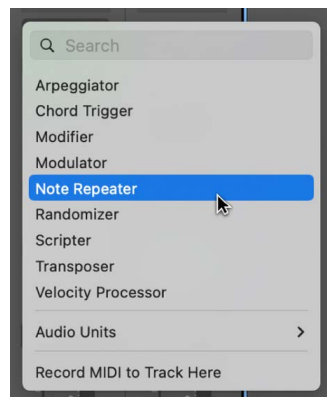 Search
Arpeggiator
Chord Trigger
Modifier
Modulator
Note Repeater
Randomizer
Scripter
Transposer
Velocity Processor
Audio Units
Record MIDI to Track Here